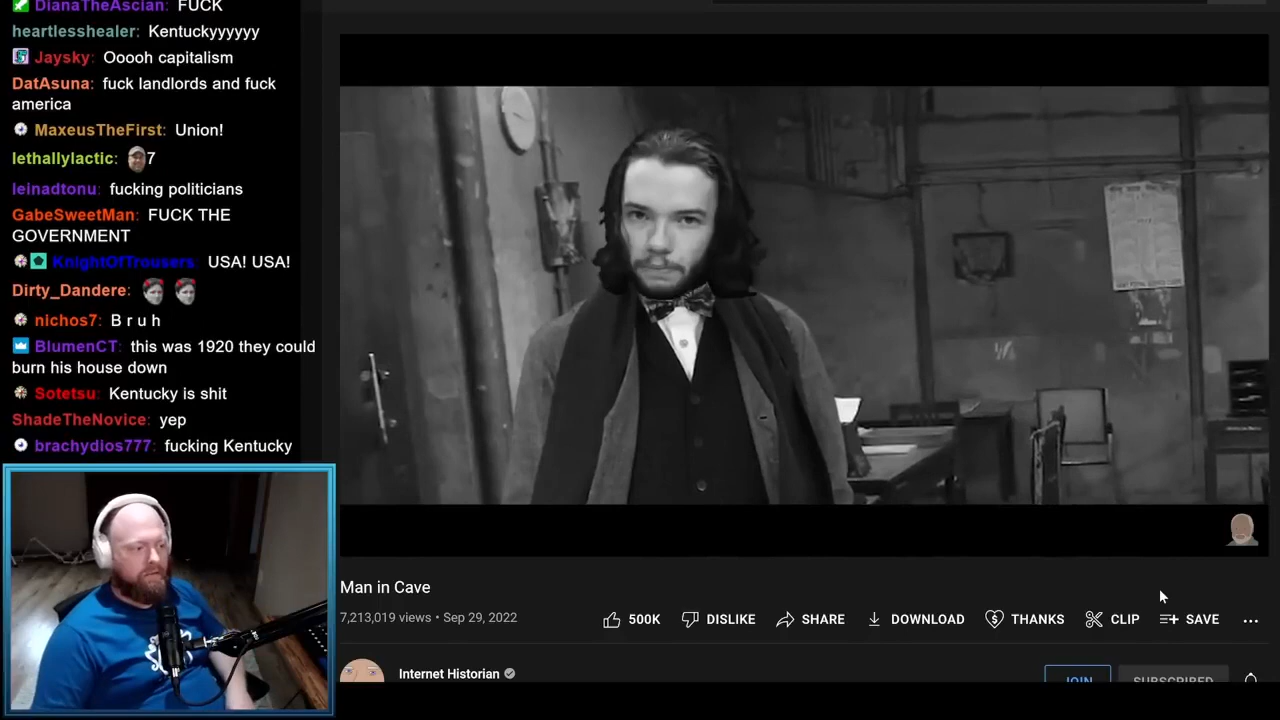 DianaTheAscian: FUCK
heartlesshealer: Kentuckyyyyyy
Jaysky: Ooooh capitalism
DatAsuna: fuck landlords and fuck
america
MaxeusTheFirst: Union!
lethallylactic: 7
leinadtonu: fucking politicians
GabeSweetMan: FUCK THE
GOVERNMENT
KnightOfTrousers: USA! USA!
Dirty_Dandere:
nichos7: B r u h
BlumenCT: this was 1920 they could
burn his house down
Sotetsu: Kentucky is shit
ShadeTheNovice: yep
brachydios777: fucking Kentucky
Man in Cave
7,213,019 views • Sep 29, 2022
500K
DISLIKE
SHARE
DOWNLOAD
THANKS
CLIP
SAVE
Internet Historian
JOIN
SUBSCRIBED